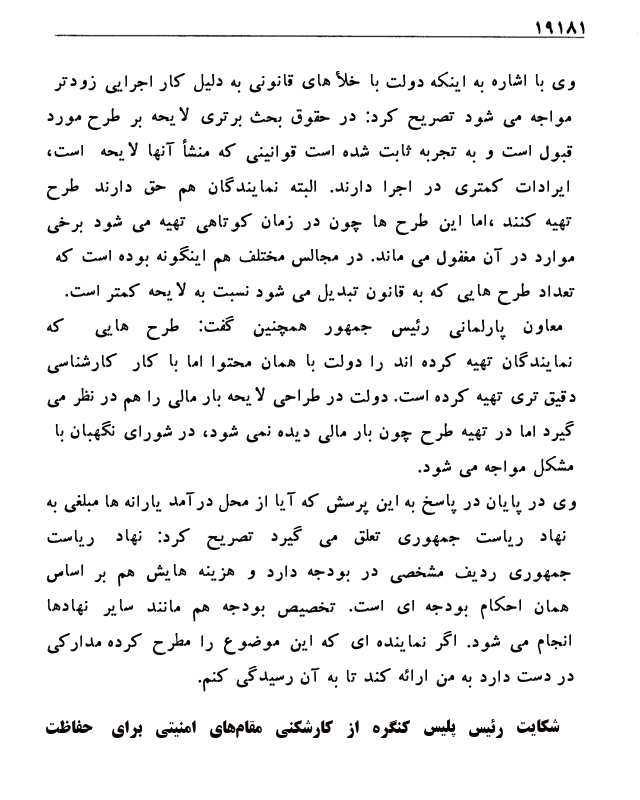 ۱۹۱۸۱
وی با اشاره به اینکه دولت با خلأ های قانونی به دلیل کار اجرایی زودتر
مواجه می شود تصریح کرد: در حقوق بحث برتری لایحه بر طرح مورد
قبول است و به تجربه ثابت شده است قوانینی که منشأ آنها لایحه است،
ایرادات کمتری در اجرا دارند. البته نمایندگان هم حق دارند طرح
تهیه کنند ،اما این طرح ها چون در زمان کوتاهی تهیه می شود برخی
موارد در آن مغفول می ماند. در مجالس مختلف هم اینگونه بوده است که
تعداد طرح هایی که به قانون تبدیل می شود نسبت به لایحه کمتر است.
معاون پارلمانی رئیس جمهور همچنین گفت: طرح هایی که
نمایندگان تهیه کرده اند را دولت با همان محتوا اما با کار کارشناسی
دقیق تری تهیه کرده است. دولت در طراحی لایحه بار مالی را هم در نظر می
گیرد اما در تهیه طرح چون بار مالی دیده نمی شود، در شورای نگهبان با
مشکل مواجه می شود.
وی در پایان در پاسخ به این پرسش که آیا از محل درآمد یارانه ها مبلغی به
نهاد ریاست جمهوری تعلق می گیرد تصریح کرد: نهاد ریاست
جمهوری ردیف مشخصی در بودجه دارد و هزینه هایش هم بر اساس
همان احکام بودجه ای است. تخصیص بودجه هم مانند سایر نهادها
انجام می شود. اگر نماینده ای که این موضوع را مطرح کرده مدارکی
در دست دارد به من ارائه کند تا به آن رسیدگی کنم.
شکایت رئیس پلیس کنگره از کارشکنی مقام‌های امنیتی برای حفاظت